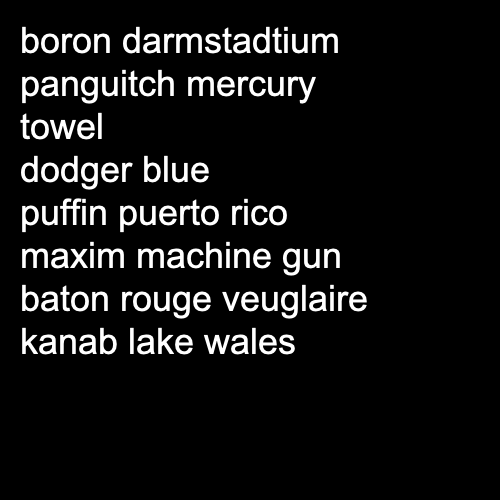 boron darmstadtium
panguitch mercury
towel
dodger blue
puffin puerto rico
maxim machine gun
baton rouge veuglaire
kanab lake wales